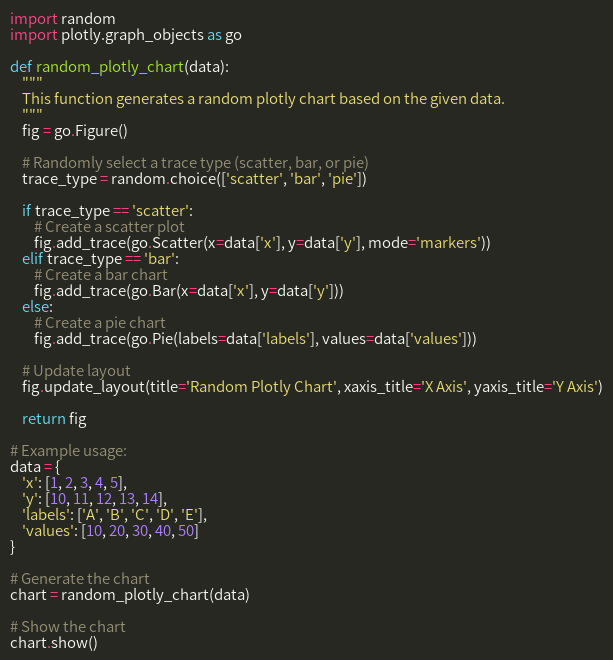 import random
import plotly.graph_objects as go
def random_plotly_chart(data):
"""
This function generates a random plotly chart based on the given data.
"""
fig = go.Figure()
# Randomly select a trace type (scatter, bar, or pie)
trace_type = random.choice(['scatter', 'bar', 'pie'])
if trace_type == 'scatter':
# Create a scatter plot
fig.add_trace(go.Scatter(x=data['x'], y=data['y'], mode='markers'))
elif trace_type == 'bar':
# Create a bar chart
fig.add_trace(go.Bar(x=data['x'], y=data['y']))
else:
# Create a pie chart
fig.add_trace(go.Pie(labels=data['labels'], values=data['values']))
# Update layout
fig.update_layout(title='Random Plotly Chart', xaxis_title='X Axis', yaxis_title='Y Axis')
return fig
# Example usage:
data = {
'x': [1, 2, 3, 4, 5],
'y': [10, 11, 12, 13, 14],
'labels': ['A', 'B', 'C', 'D', 'E'],
'values': [10, 20, 30, 40, 50]
}
# Generate the chart
chart = random_plotly_chart(data)
# Show the chart
chart.show()